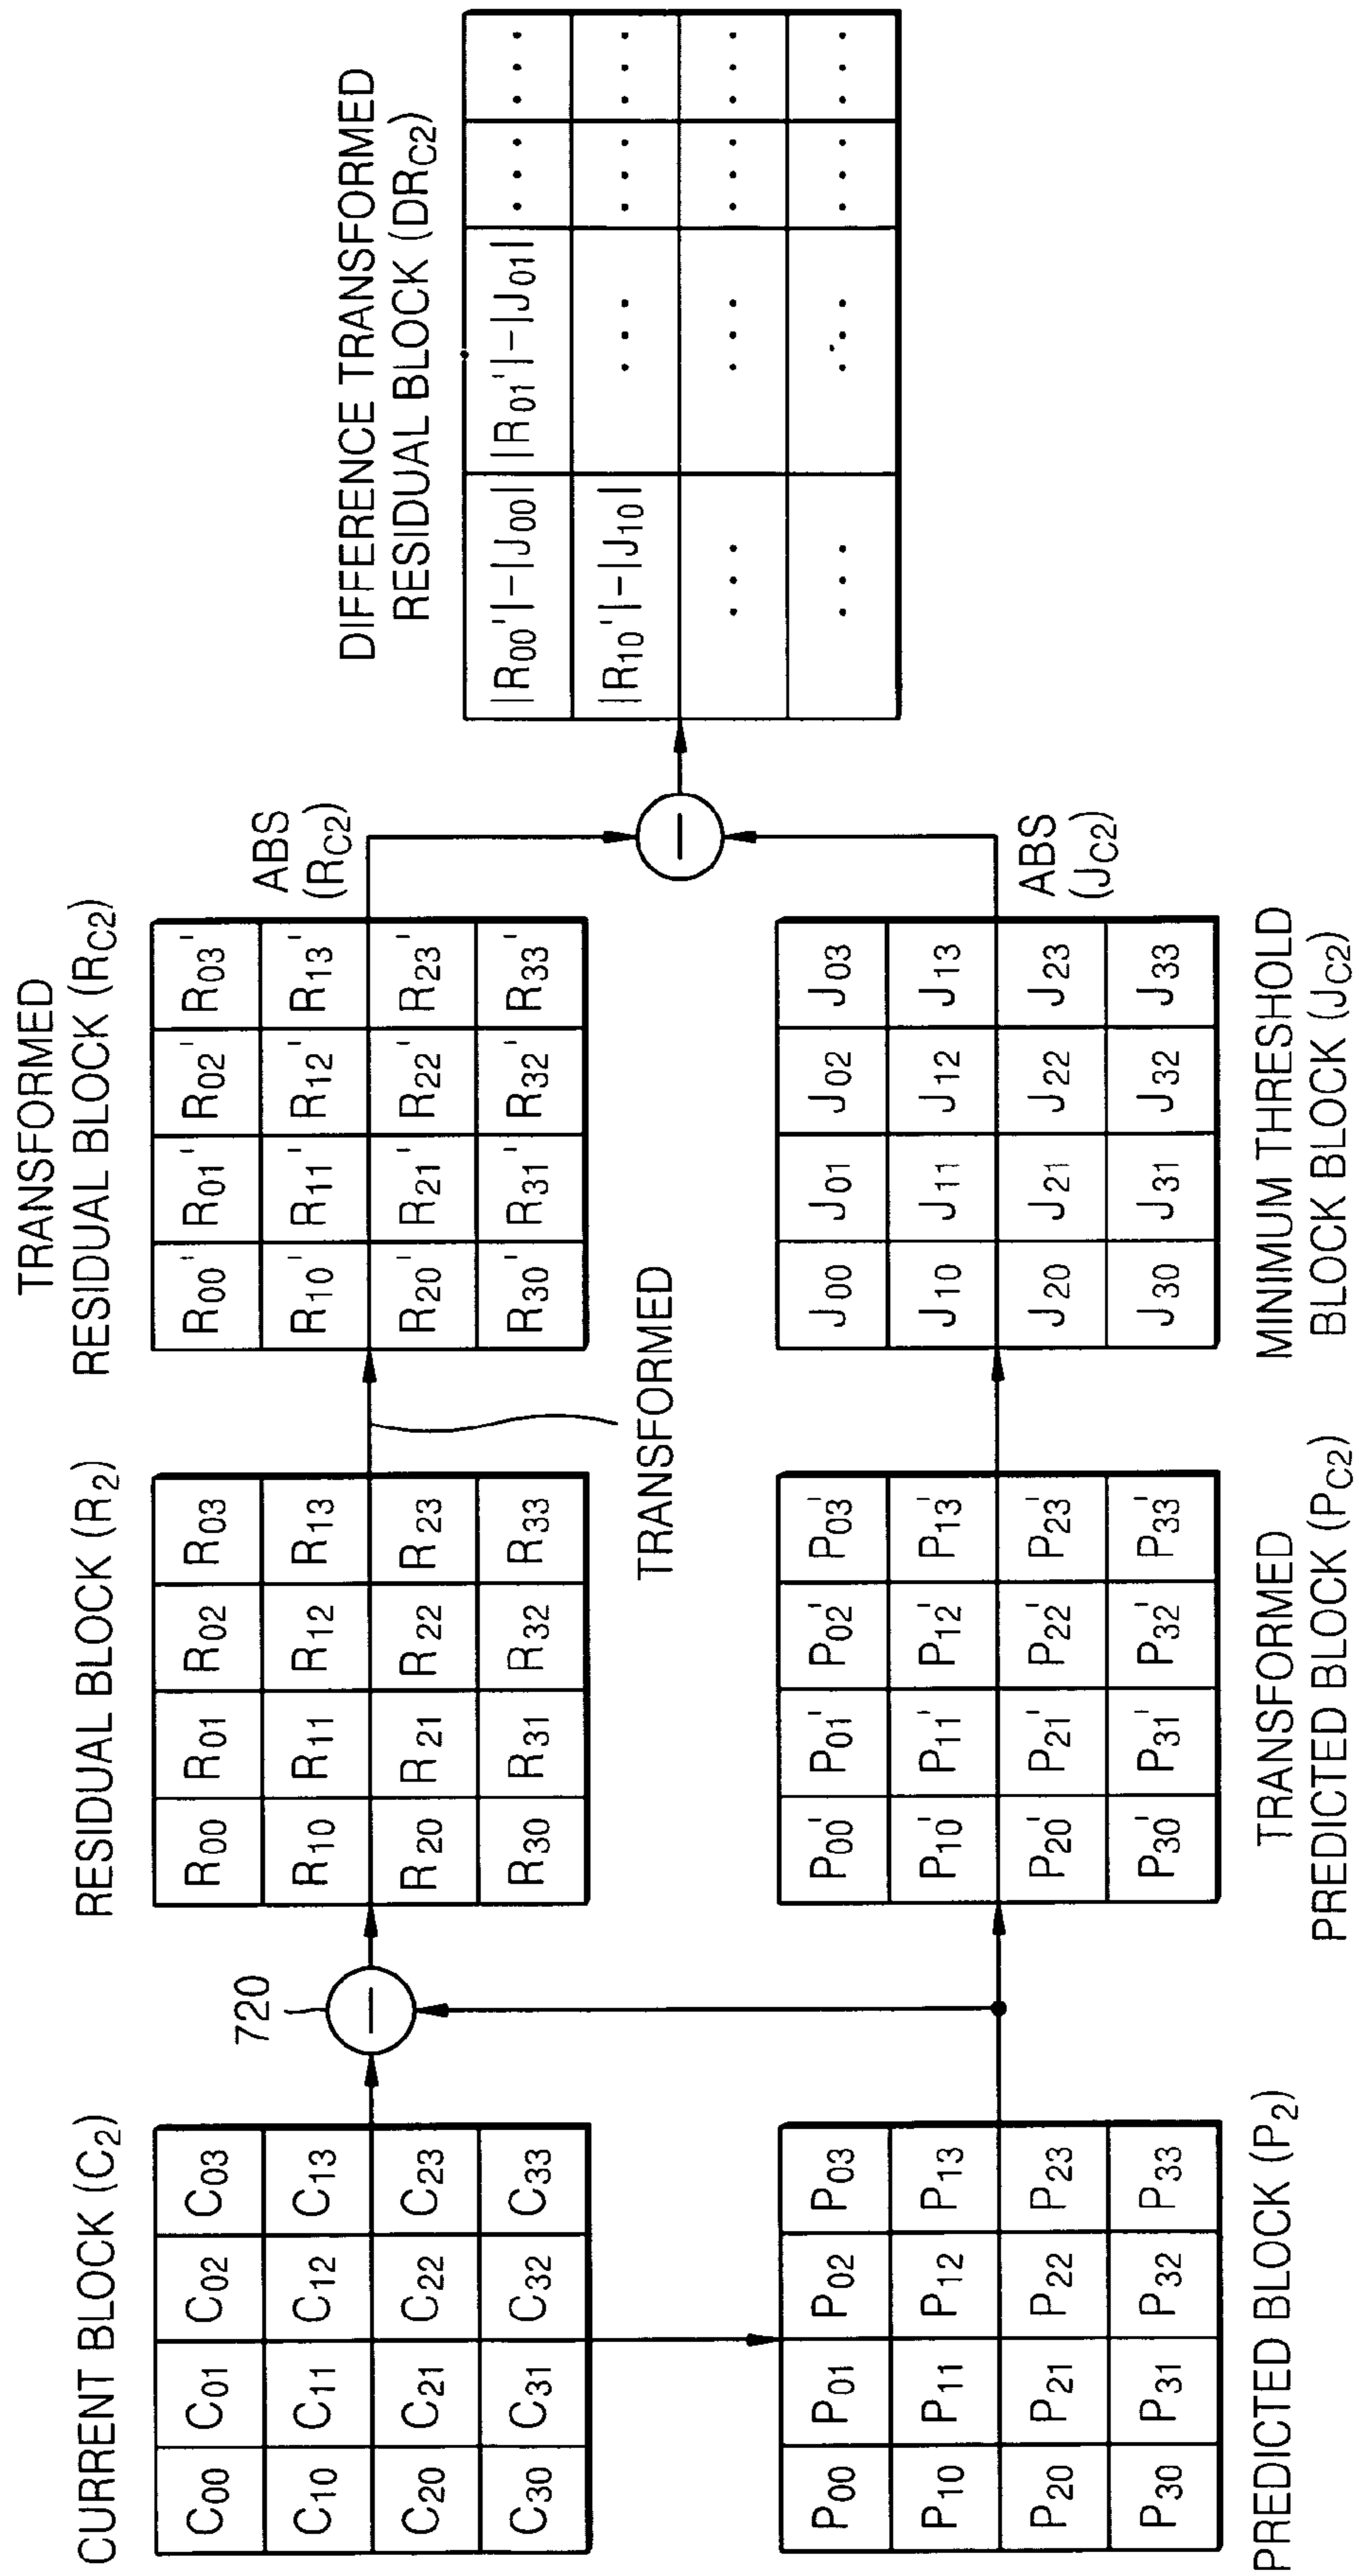 CURRENT BLOCK (C2)
C00 C01 C02 C03
C10 C11 C12 C13
C20 C21 C22 C23
C30 C31 C32 C33
720
RESIDUAL BLOCK (R2)
R00 R01 R02 R03
R10 R11 R12 R13
R20 R21 R22 R23
R30 R31 R32 R33
TRANSFORMED
TRANSFORMED
RESIDUAL BLOCK (RC2)
R00' R01' R02' R03'
R10' R11' R12' R13'
R20' R21' R22' R23'
R30' R31' R32' R33'
ABS
(RC2)
P00 P01 P02 P03
P10 P11 P12 P13
P20 P21 P22 P23
P30 P31 P32 P33
PREDICTED BLOCK (P2)
P00' P01' P02' P03'
P10' P11' P12' P13'
P20' P21' P22' P23'
P30' P31' P32' P33'
TRANSFORMED
PREDICTED BLOCK (PC2)
J00 J01 J02 J03
J10 J11 J12 J13
J20 J21 J22 J23
J30 J31 J32 J33
MINIMUM THRESHOLD
BLOCK BLOCK (JC2)
ABS
(JC2)
DIFFERENCE TRANSFORMED
RESIDUAL BLOCK (DRC2)
|R00'|-|J00| |R01'|-|J01| ... ...
|R10'|-|J10| ... ... ...
... ... ... ...
... ... ... ...